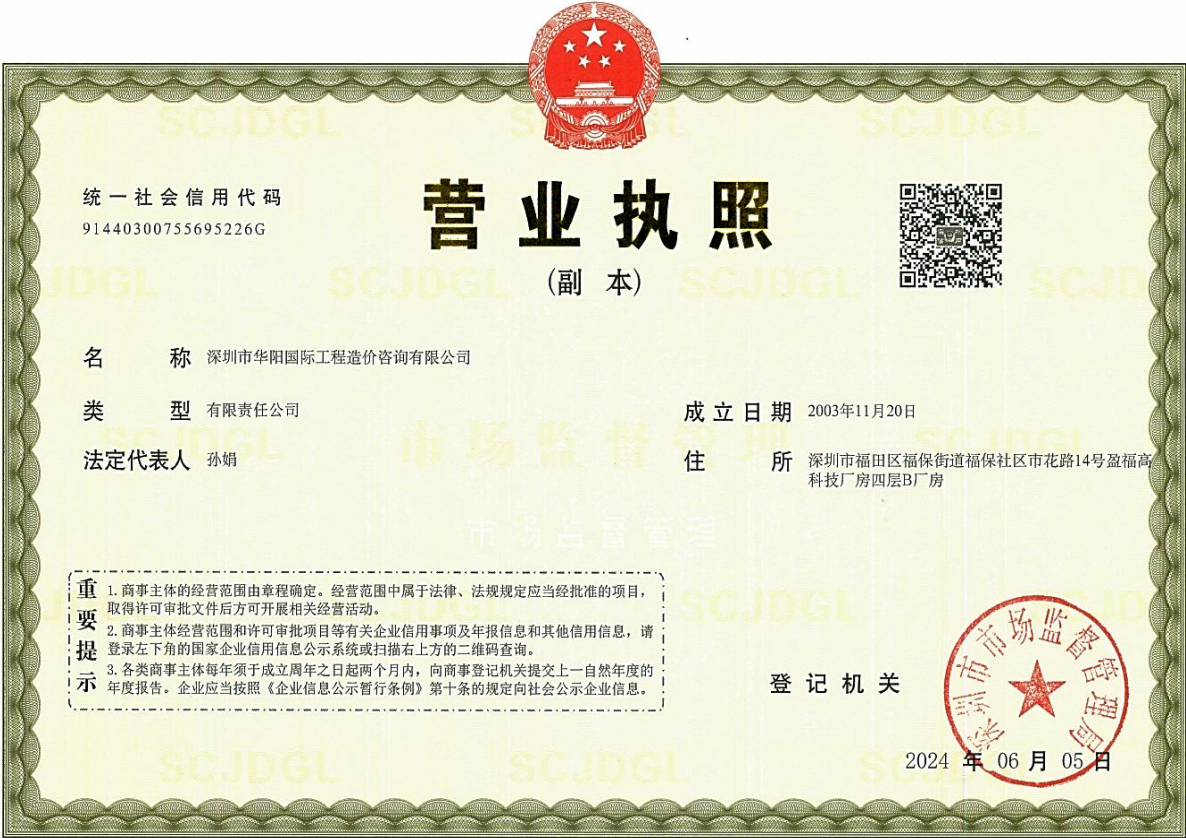 统一社会信用代码
91440300755695226G
营业执照
(副 本)
名 称 深圳市华阳国际工程造价咨询有限公司
类 型 有限责任公司
成立日期 2003年11月20日
法定代表人 孙娟
住 所 深圳市福田区福保街道福保社区市花路14号盈福高
科技厂房四层B厂房
重要提示
1.商事主体的经营范围由章程确定。经营范围中属于法律、法规规定应当经批准的项目，
取得许可审批文件后方可开展相关经营活动。
2.商事主体经营范围和许可审批项目等有关企业信用事项及年报信息和其他信用信息，请
登录左下角的国家企业信用信息公示系统或扫描右上方的二维码查询。
3.各类商事主体每年须于成立周年之日起两个月内，向商事登记机关提交上一自然年度的
年度报告。企业应当按照《企业信息公示暂行条例》第十条的规定向社会公示企业信息。
登记机关
深圳市市场监督管理局
2024 年 06 月 05 日
SCJDGL
市场监督管理